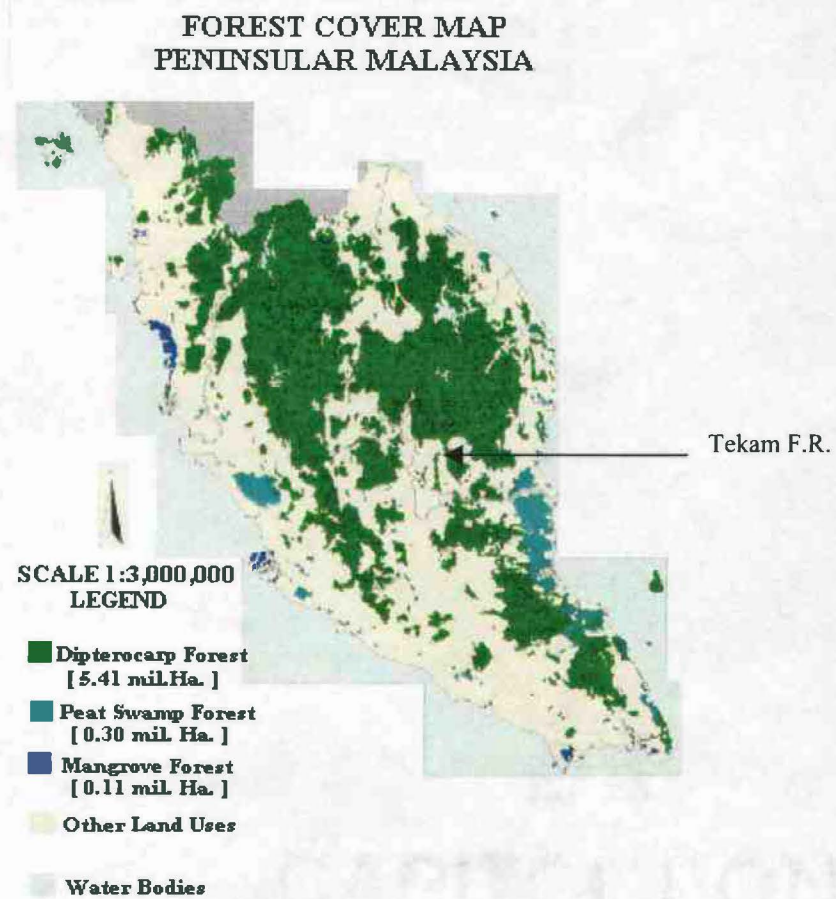 FOREST COVER MAP
PENINSULAR MALAYSIA
Tekam F.R.
SCALE 1:3,000,000
LEGEND
Dipterocarp Forest
[ 5.41 mil.Ha. ]
Peat Swamp Forest
[ 0.30 mil. Ha. ]
Mangrove Forest
[ 0.11 mil. Ha. ]
Other Land Uses
Water Bodies